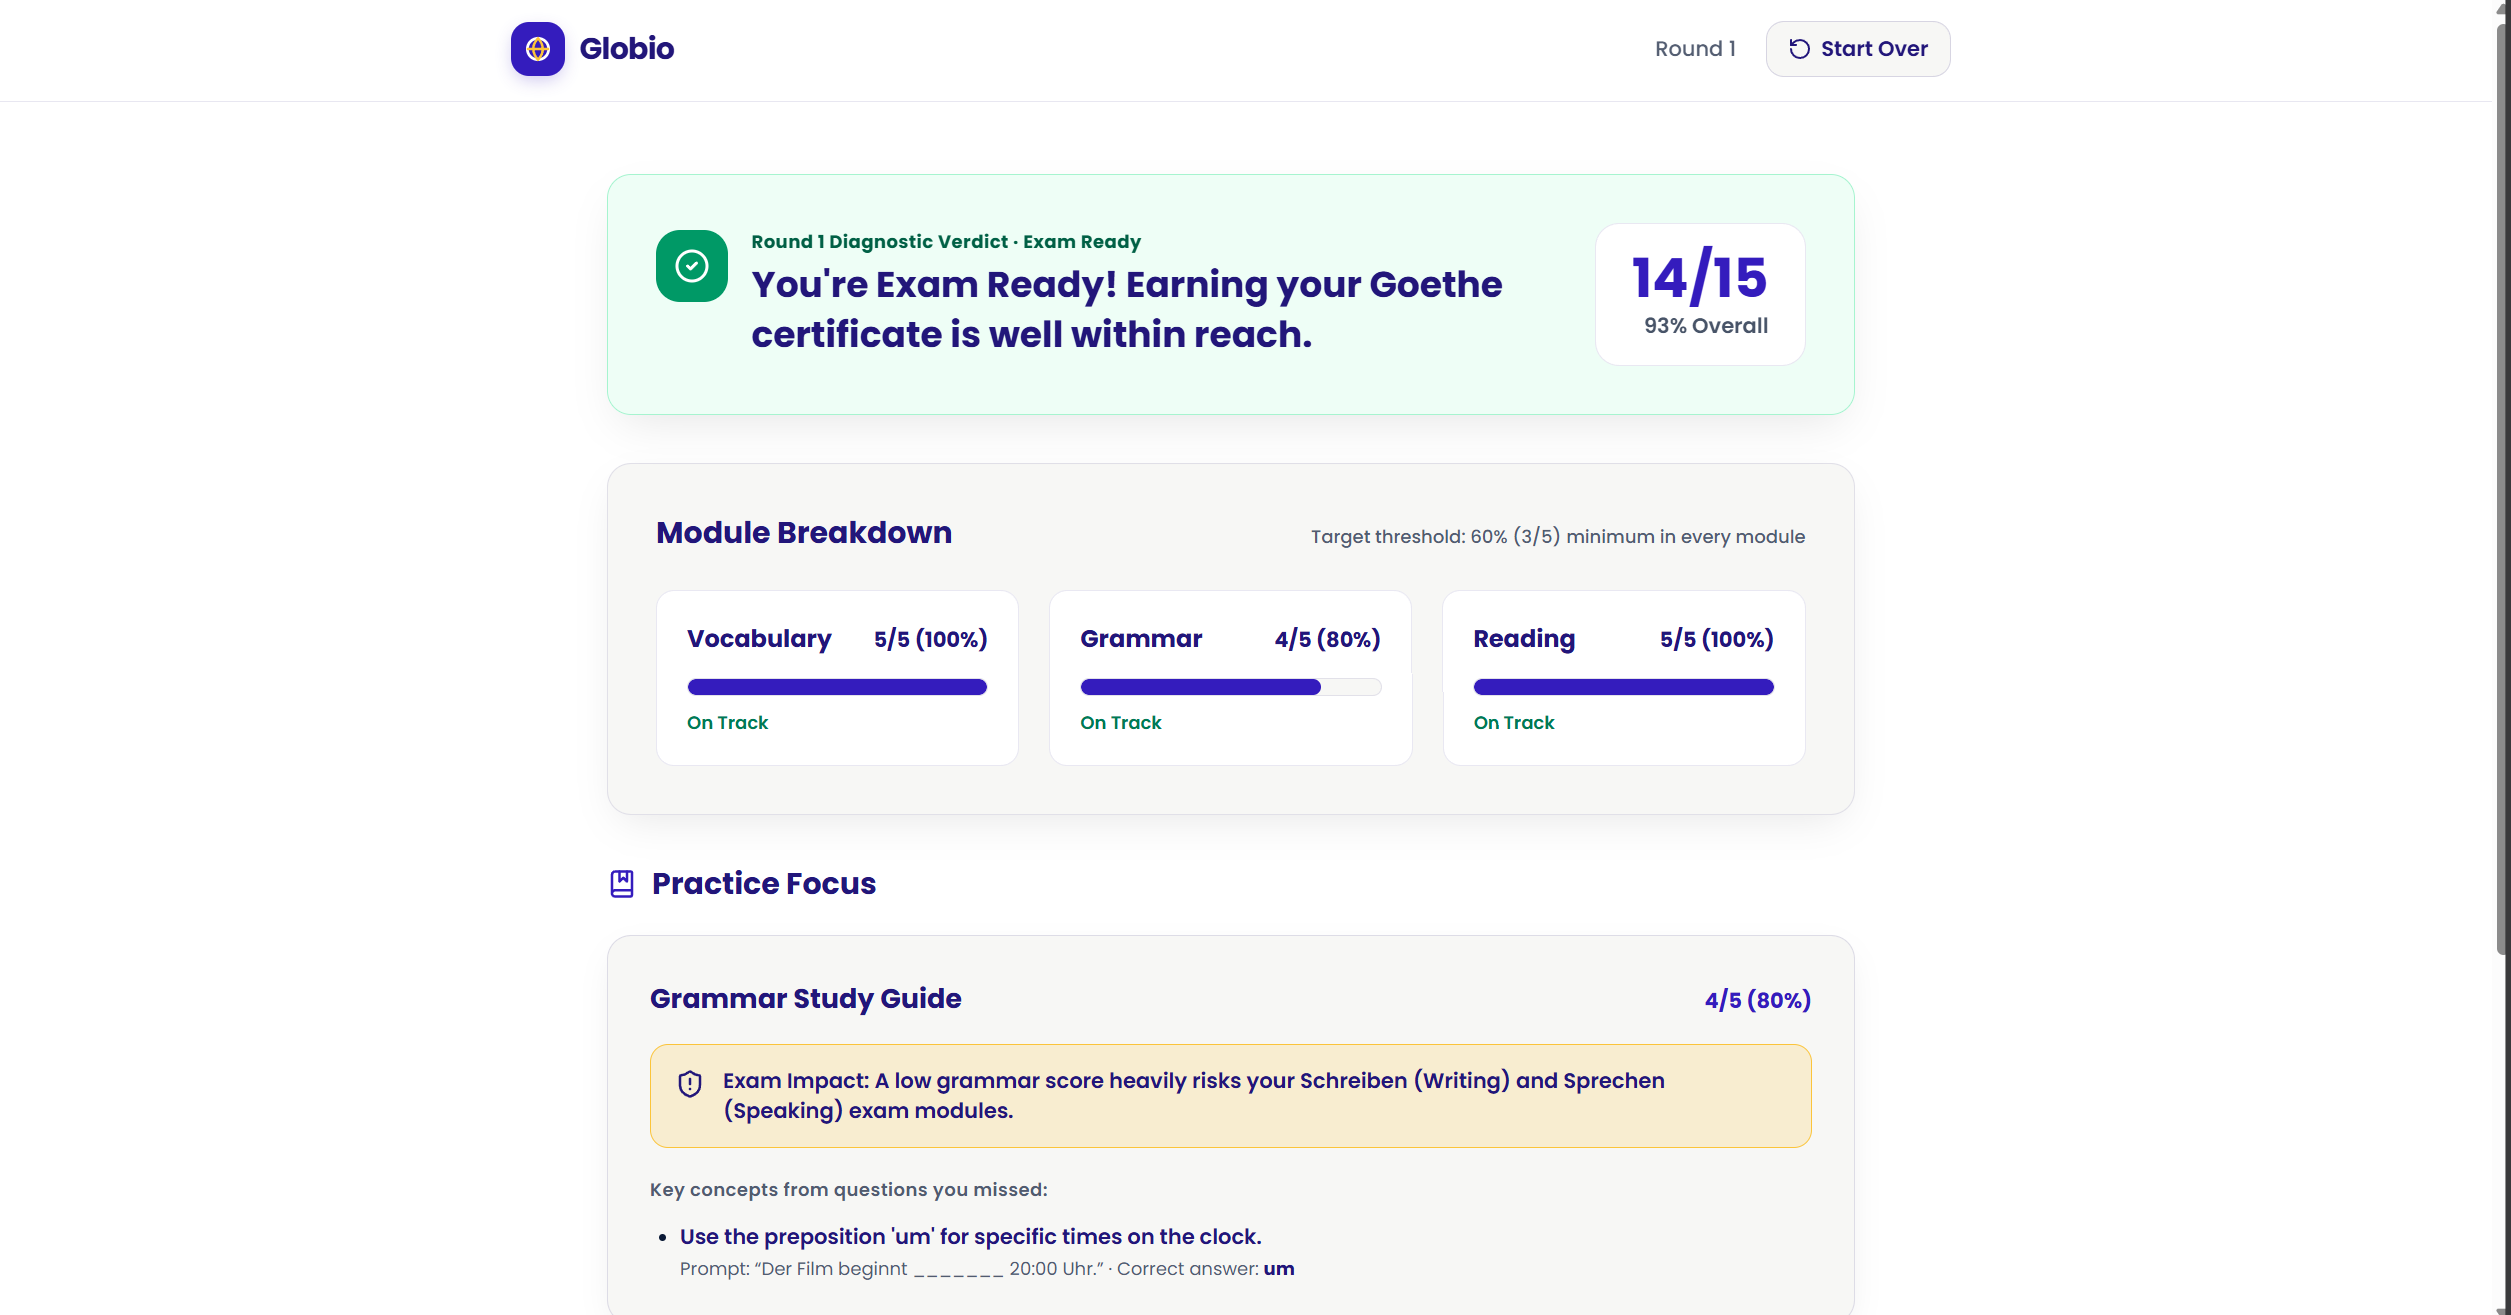 Globio
Round 1
Start Over
Round 1 Diagnostic Verdict · Exam Ready
You're Exam Ready! Earning your Goethe
certificate is well within reach.
14/15
93% Overall
Module Breakdown
Target threshold: 60% (3/5) minimum in every module
Vocabulary 5/5 (100%)
On Track
Grammar 4/5 (80%)
On Track
Reading 5/5 (100%)
On Track
Practice Focus
Grammar Study Guide
4/5 (80%)
Exam Impact: A low grammar score heavily risks your Schreiben (Writing) and Sprechen
(Speaking) exam modules.
Key concepts from questions you missed:
• Use the preposition 'um' for specific times on the clock.
Prompt: “Der Film beginnt _______ 20:00 Uhr.” · Correct answer: um